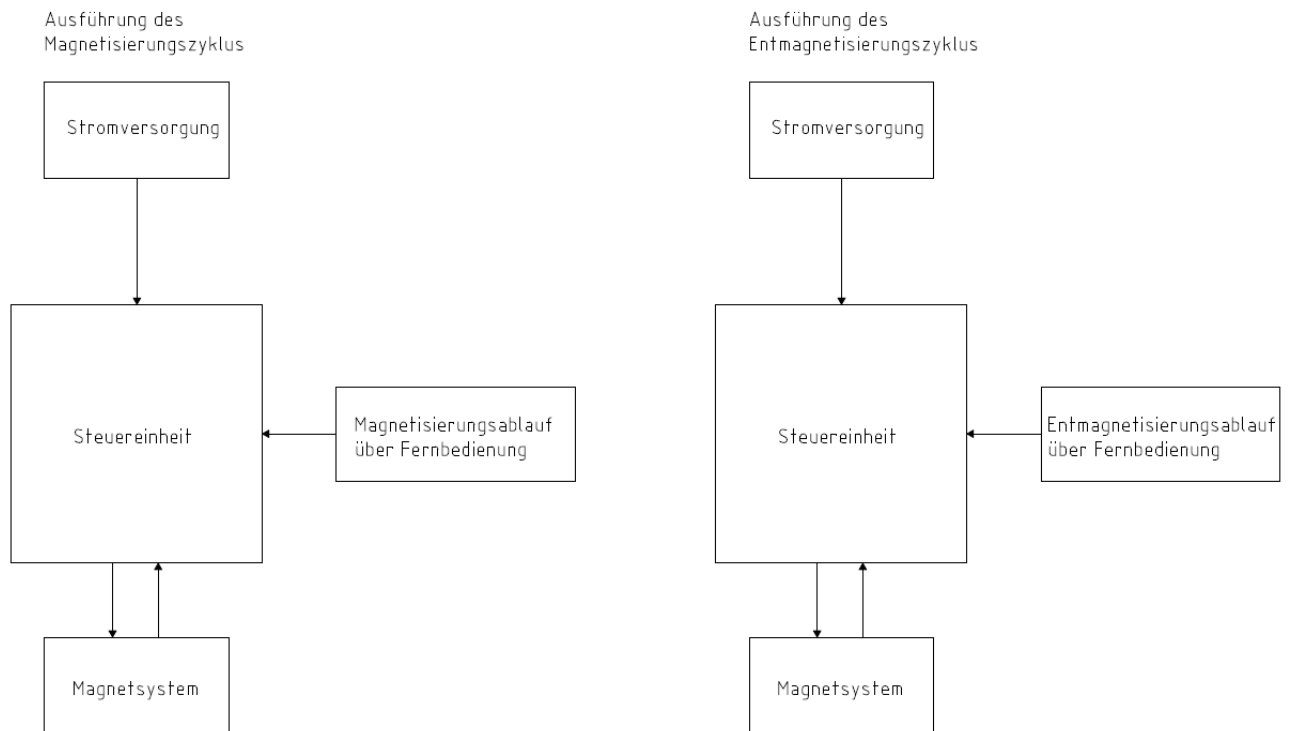 Ausführung des
Magnetisierungszyklus
Stromversorgung
Steuereinheit
Magnetisierungsablauf
über Fernbedienung
Magnetsystem
Ausführung des
Entmagnetisierungszyklus
Stromversorgung
Steuereinheit
Entmagnetisierungsablauf
über Fernbedienung
Magnetsystem